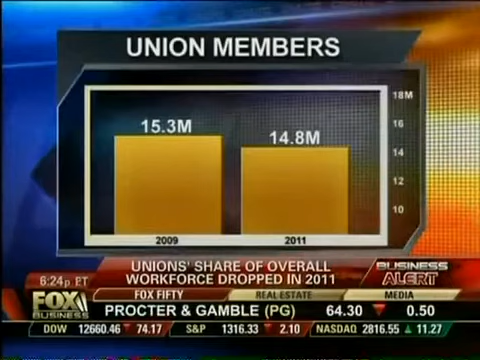 UNION MEMBERS
18M
16
14
12
10
15.3M
14.8M
2009
2011
UNIONS' SHARE OF OVERALL
WORKFORCE DROPPED IN 2011
BUSINESS
ALERT
6:24p ET
FOX
BUSINESS
FOX FIFTY
REAL ESTATE
MEDIA
PROCTER & GAMBLE (PG) 64.30 0.50
DOW 12660.46 74.17 S&P 1316.33 2.10 NASDAQ 2816.55 11.27